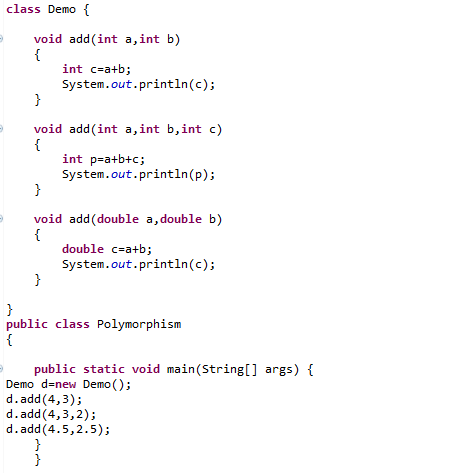 class Demo {
void add(int a,int b)
{
int c=a+b;
System.out.println(c);
}
void add(int a,int b,int c)
{
int p=a+b+c;
System.out.println(p);
}
void add(double a,double b)
{
double c=a+b;
System.out.println(c);
}
}
public class Polymorphism
{
public static void main(String[] args) {
Demo d=new Demo();
d.add(4,3);
d.add(4,3,2);
d.add(4.5,2.5);
}
}